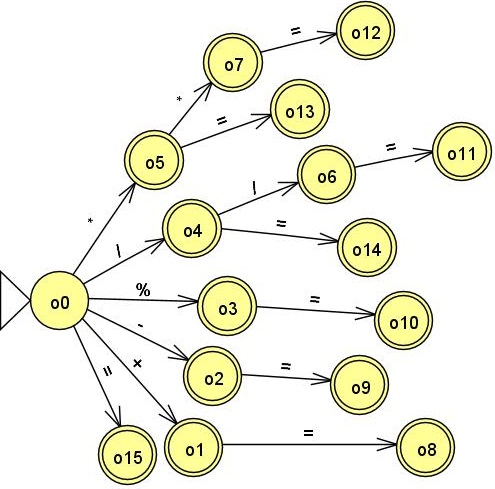 = o12
o7
* = o13
o5 = o11
/ o6
* o4 =
/ o14
o0 % o3 = o10
- o2 = o9
= +
o15 o1 = o8